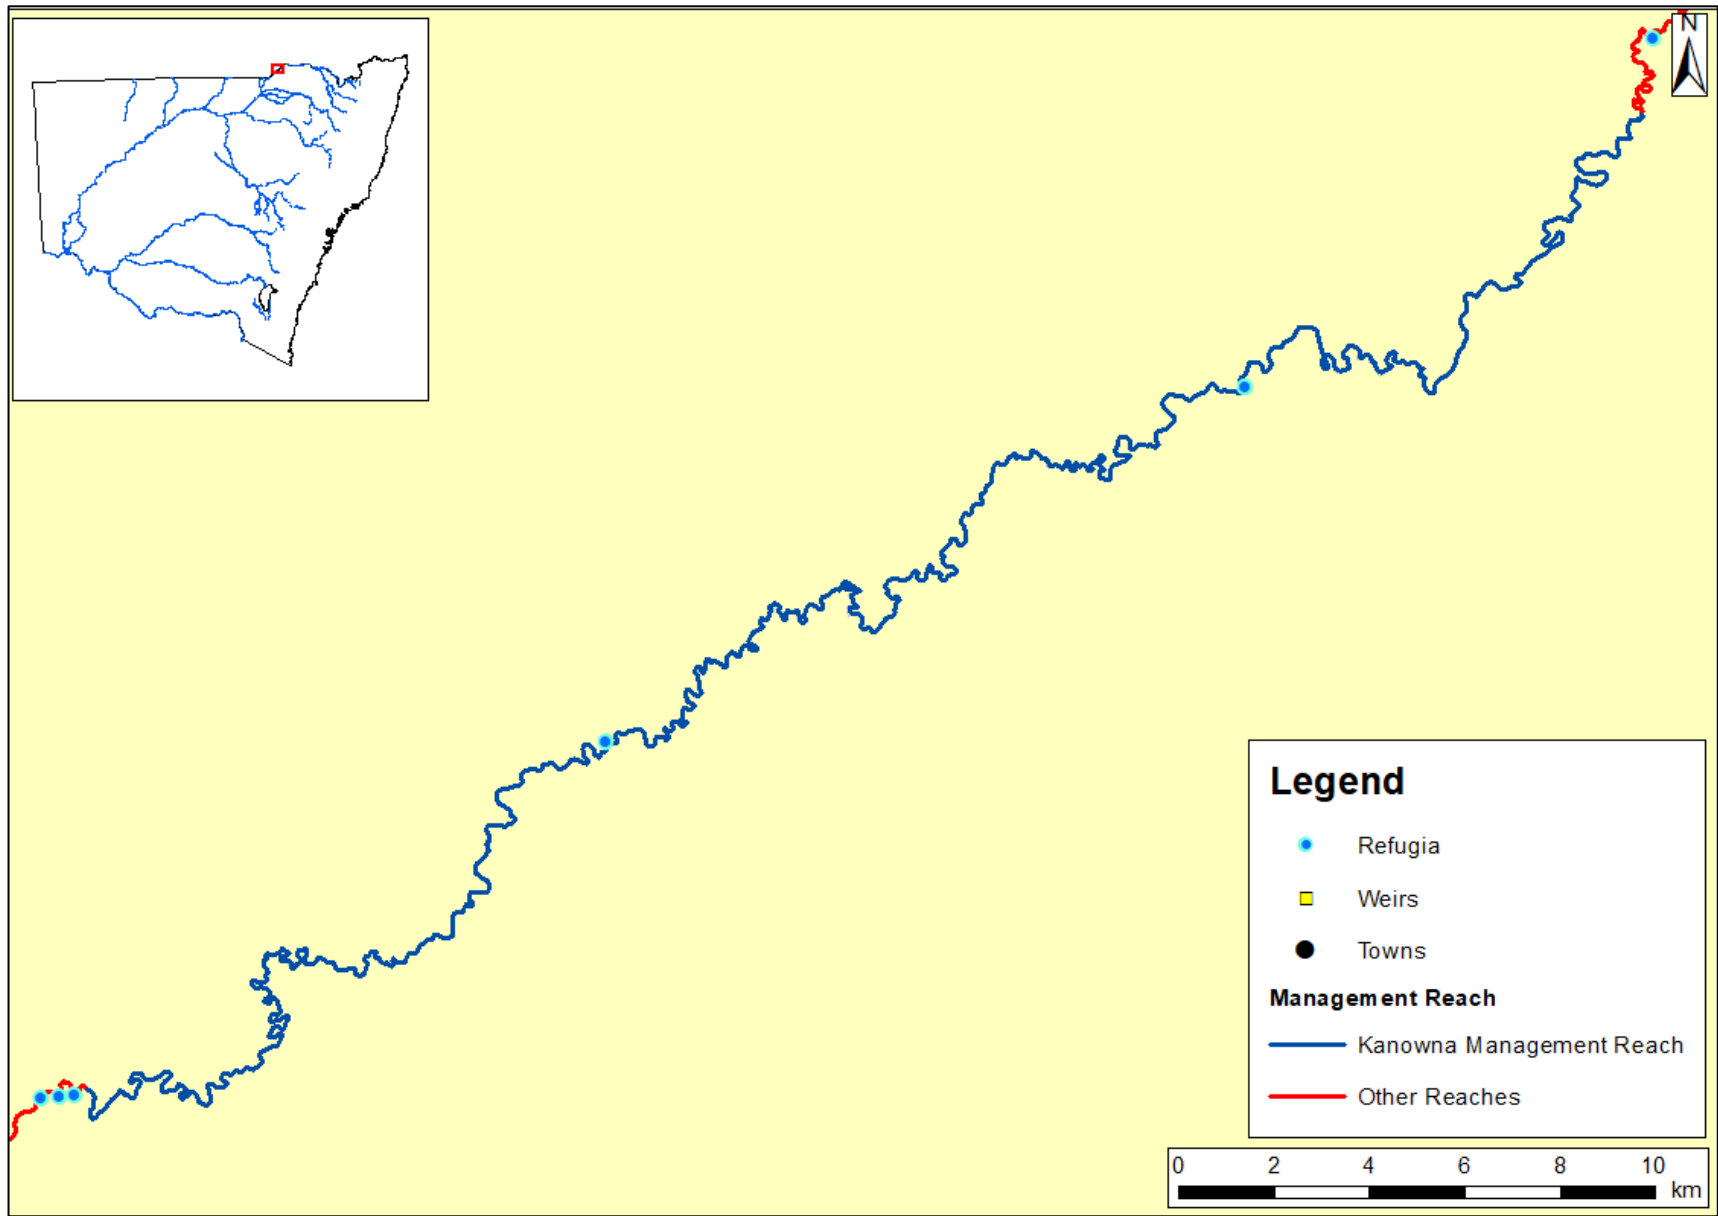 N
Legend
Refugia
Weirs
Towns
Management Reach
Kanowna Management Reach
Other Reaches
0 2 4 6 8 10
km